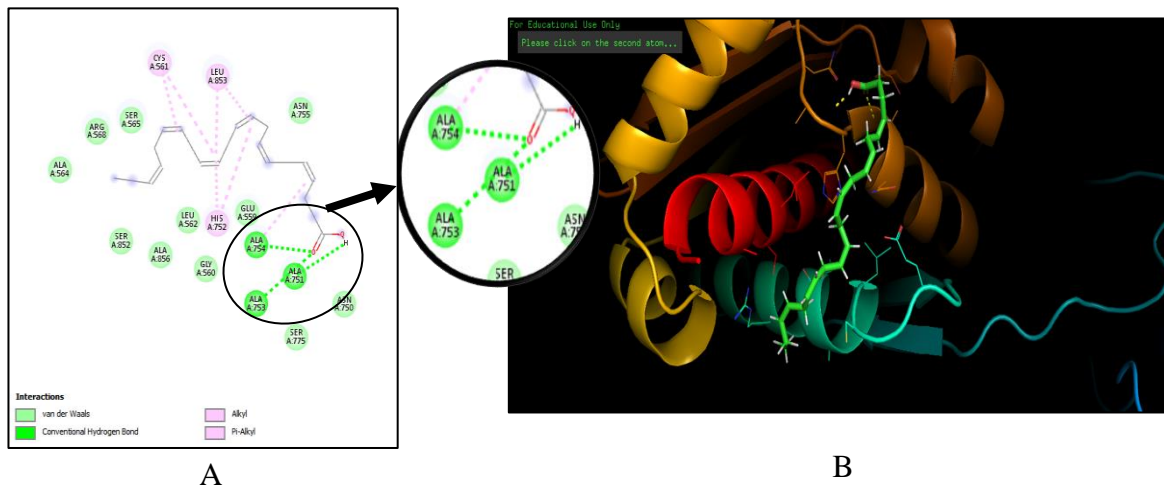 CYS
A:561
LEU
A:853
SER
A:565
ASN
A:755
ARG
A:568
ALA
A:564
LEU
A:562
HIS
A:752
GLU
A:559
SER
A:852
ALA
A:856
GLY
A:560
ALA
A:754
ALA
A:751
ALA
A:753
H
ASN
A:750
SER
A:775
Interactions
van der Waals
Conventional Hydrogen Bond
Alkyl
Pi-Alkyl
A
ALA
A:754
H
ALA
A:751
ALA
A:753
ASN
SER
For Educational Use Only
Please click on the second atom...
B